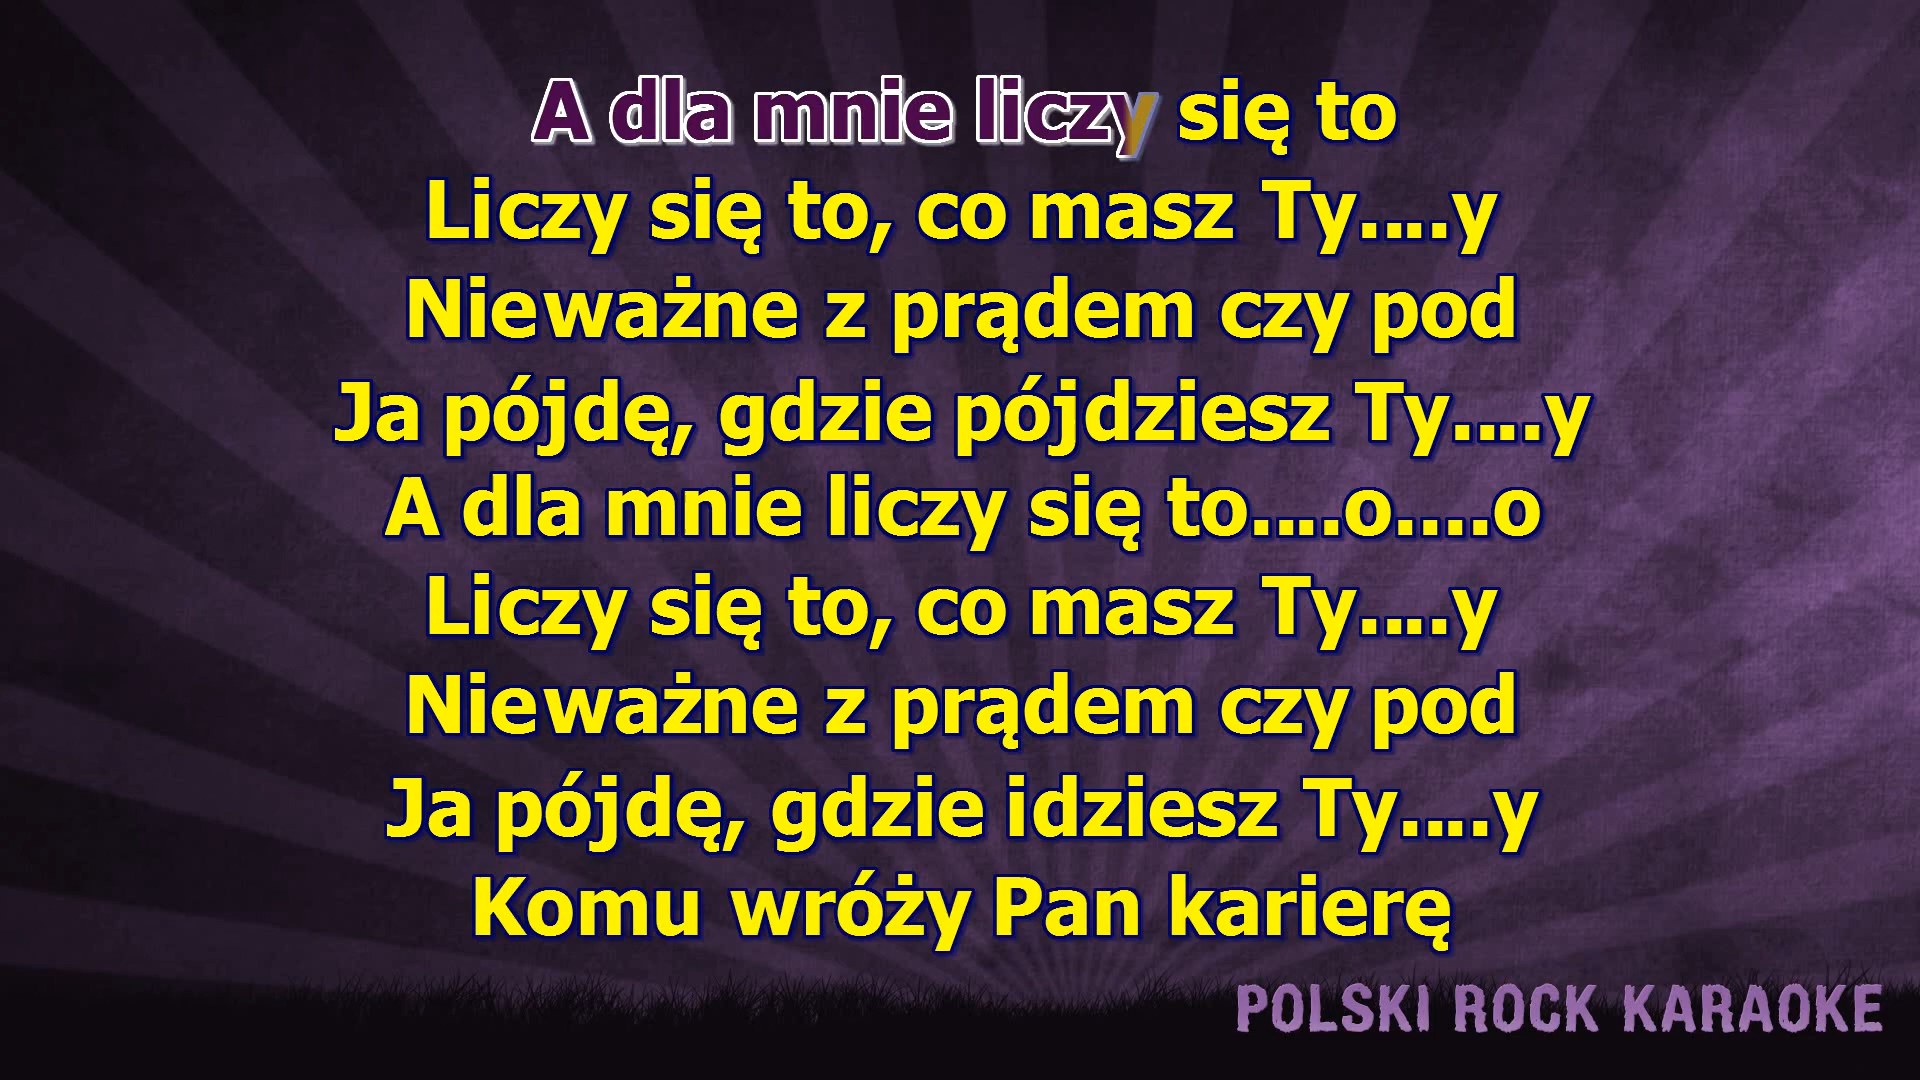 A dla mnie liczy się to
Liczy się to, co masz Ty....y
Nieważne z prądem czy pod
Ja pójdę, gdzie pójdziesz Ty....y
A dla mnie liczy się to....o....o
Liczy się to, co masz Ty....y
Nieważne z prądem czy pod
Ja pójdę, gdzie idziesz Ty....y
Komu wróży Pan karierę
POLSKI ROCK KARAOKE